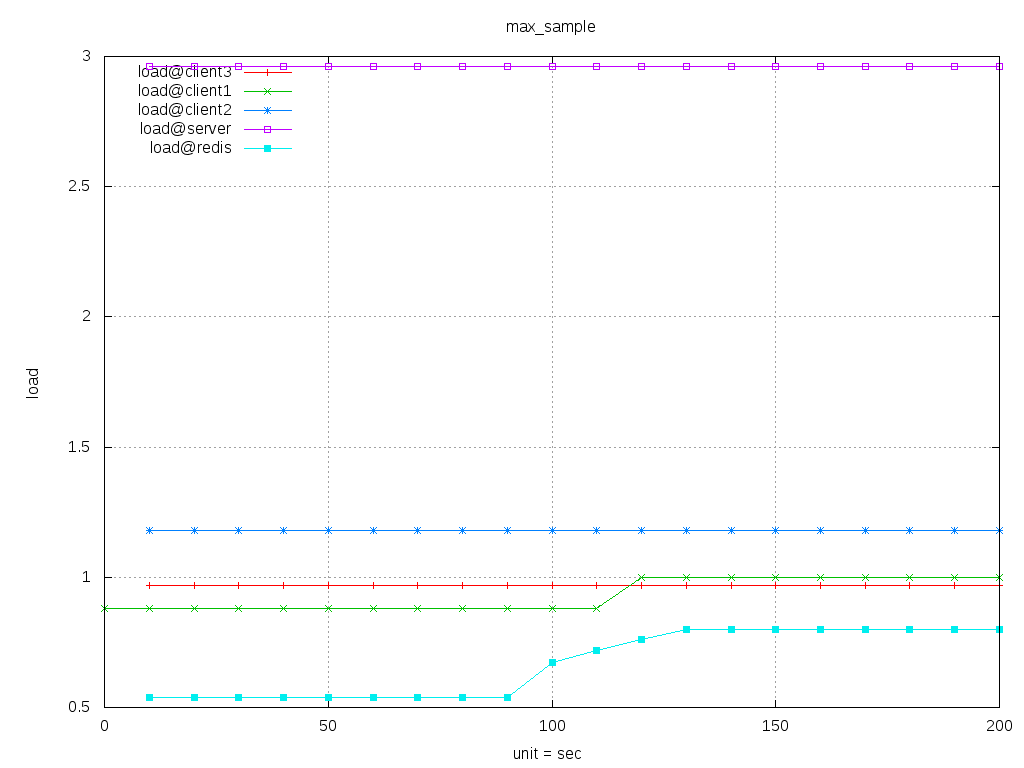 max_sample
3
load@client3
load@client1
load@client2
load@server
load@redis
2.5
2
load
1.5
1
0.5
0 50 100 150 200
unit = sec